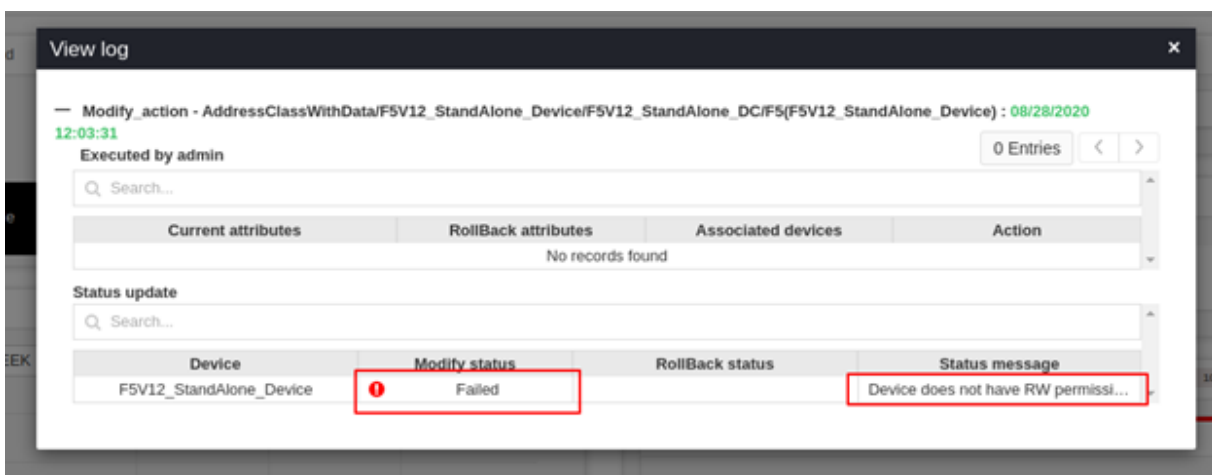 View log
×
d
— Modify_action - AddressClassWithData/F5V12_StandAlone_Device/F5V12_StandAlone_DC/F5(F5V12_StandAlone_Device) : 08/28/2020
12:03:31
Executed by admin
0 Entries < >
Search...
e
Current attributes RollBack attributes Associated devices Action
No records found
Status update
Search...
EEK
Device Modify status RollBack status Status message
F5V12_StandAlone_Device Failed Device does not have RW permissi...